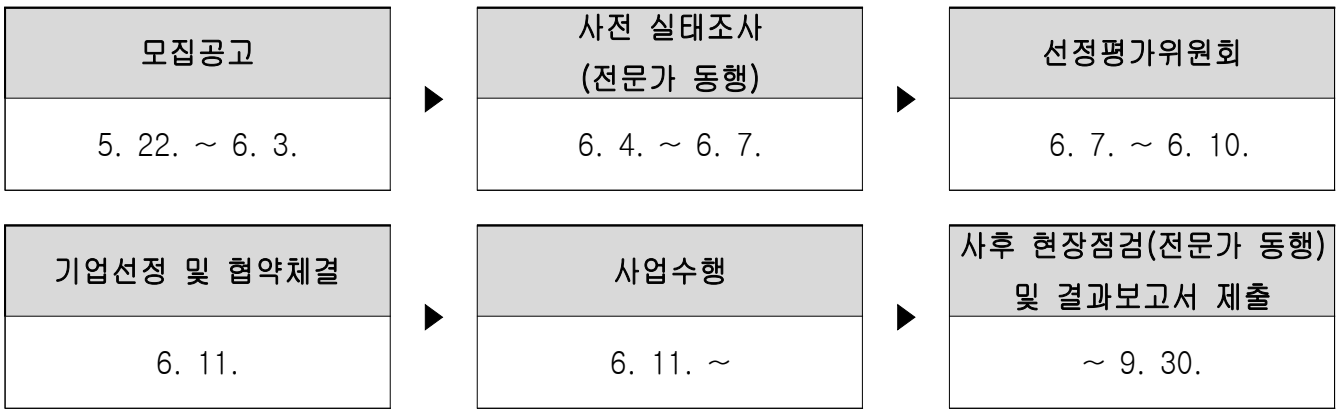 모집공고
5. 22. ~ 6. 3.
사전 실태조사
(전문가 동행)
6. 4. ~ 6. 7.
선정평가위원회
6. 7. ~ 6. 10.
기업선정 및 협약체결
6. 11.
사업수행
6. 11. ~
사후 현장점검(전문가 동행)
및 결과보고서 제출
~ 9. 30.